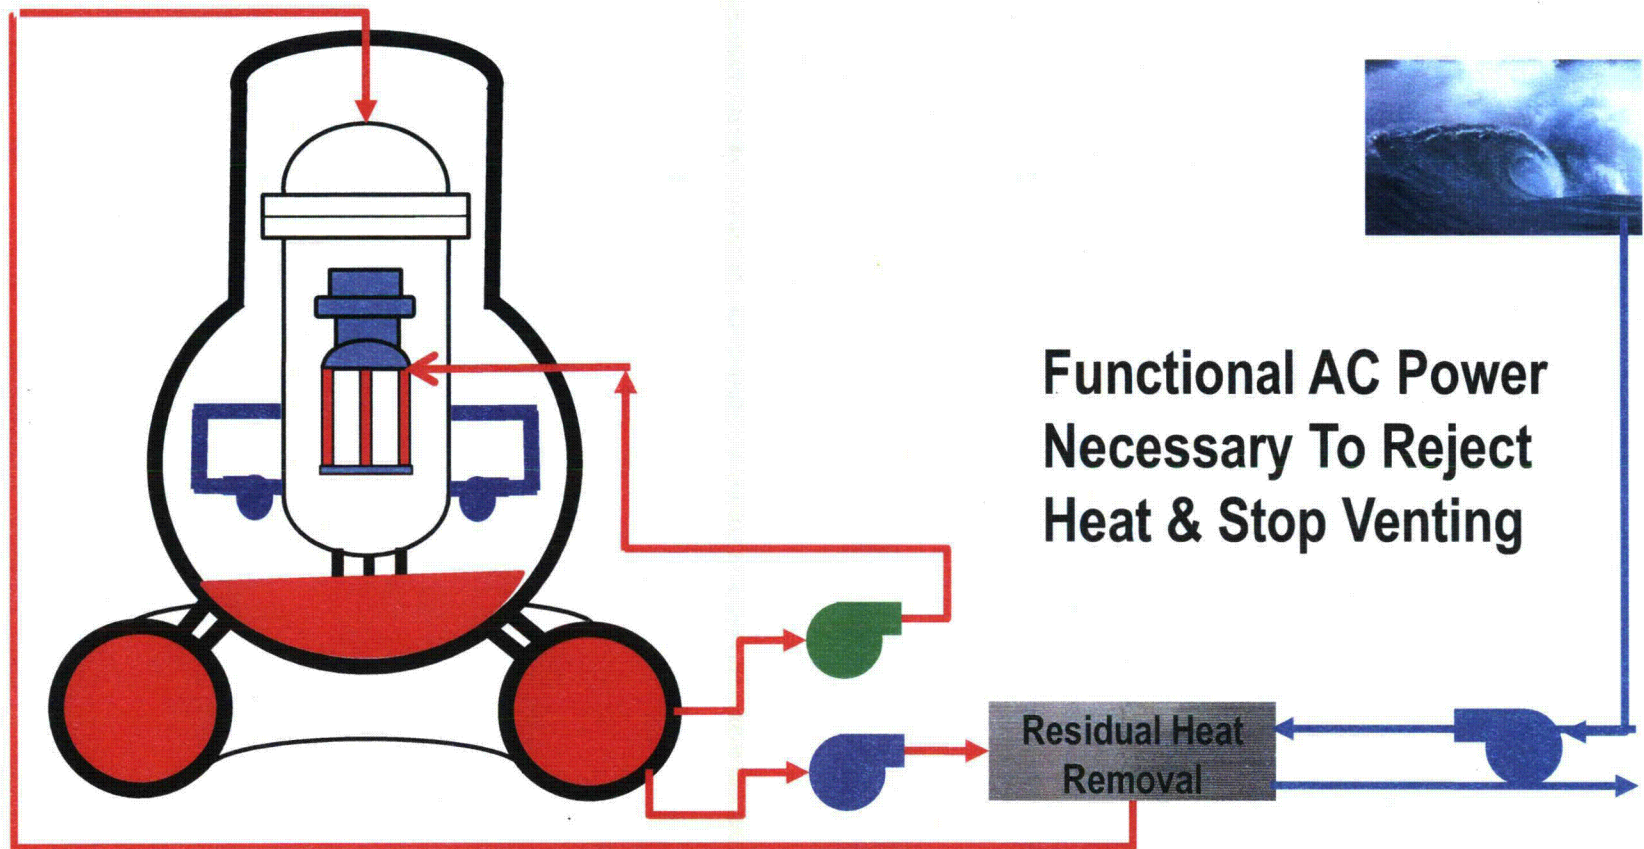 Functional AC Power
Necessary To Reject
Heat & Stop Venting
Residual Heat
Removal